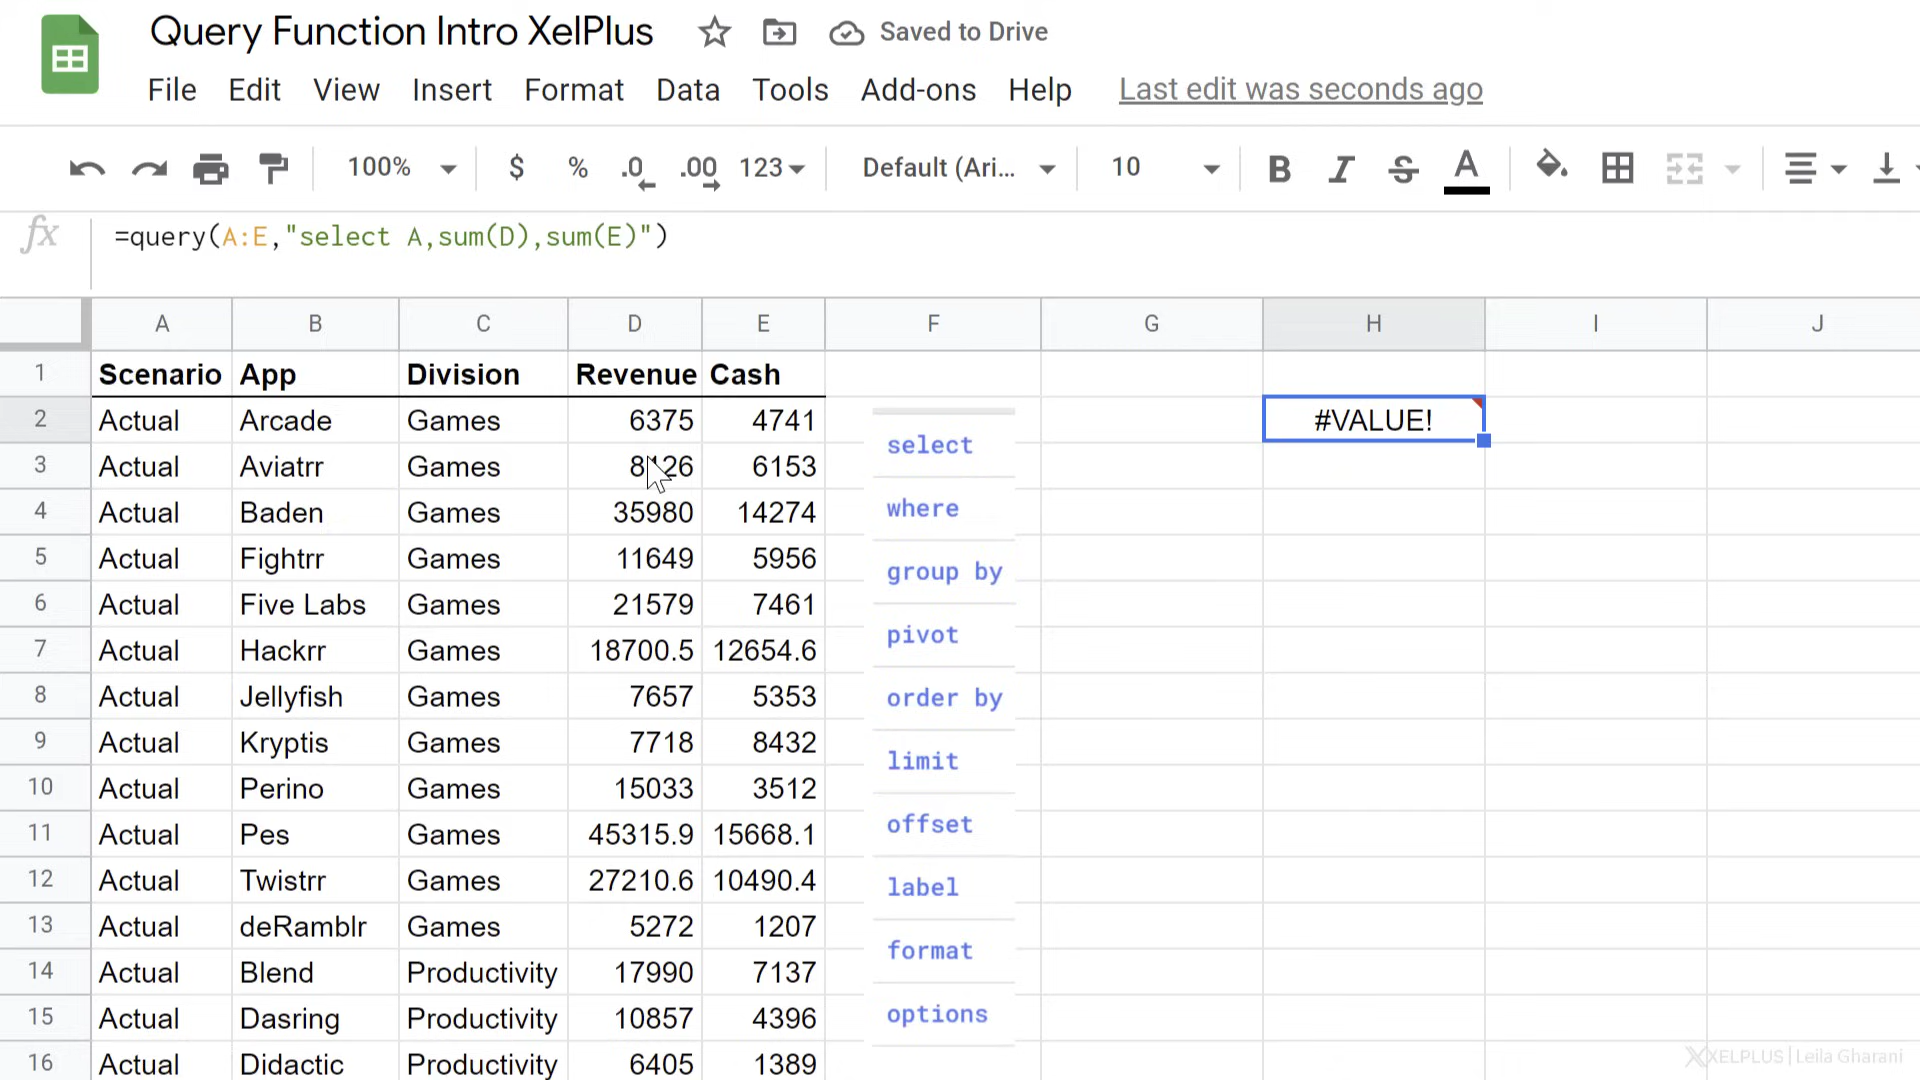 Query Function Intro XelPlus Saved to Drive
File Edit View Insert Format Data Tools Add-ons Help Last edit was seconds ago
100% $ % .0 .00 123 Default (Ari... 10 B I S A
fx =query(A:E,"select A,sum(D),sum(E)")
A B C D E F G H I J
1 Scenario App Division Revenue Cash
2 Actual Arcade Games 6375 4741 #VALUE!
select
3 Actual Aviatrr Games 8126 6153
where
4 Actual Baden Games 35980 14274
5 Actual Fightrr Games 11649 5956
group by
6 Actual Five Labs Games 21579 7461
pivot
7 Actual Hackrr Games 18700.5 12654.6
8 Actual Jellyfish Games 7657 5353
order by
9 Actual Kryptis Games 7718 8432
limit
10 Actual Perino Games 15033 3512
offset
11 Actual Pes Games 45315.9 15668.1
12 Actual Twistrr Games 27210.6 10490.4
label
13 Actual deRamblr Games 5272 1207
format
14 Actual Blend Productivity 17990 7137
options
15 Actual Dasring Productivity 10857 4396
16 Actual Didactic Productivity 6405 1389
XELPLUS | Leila Gharani